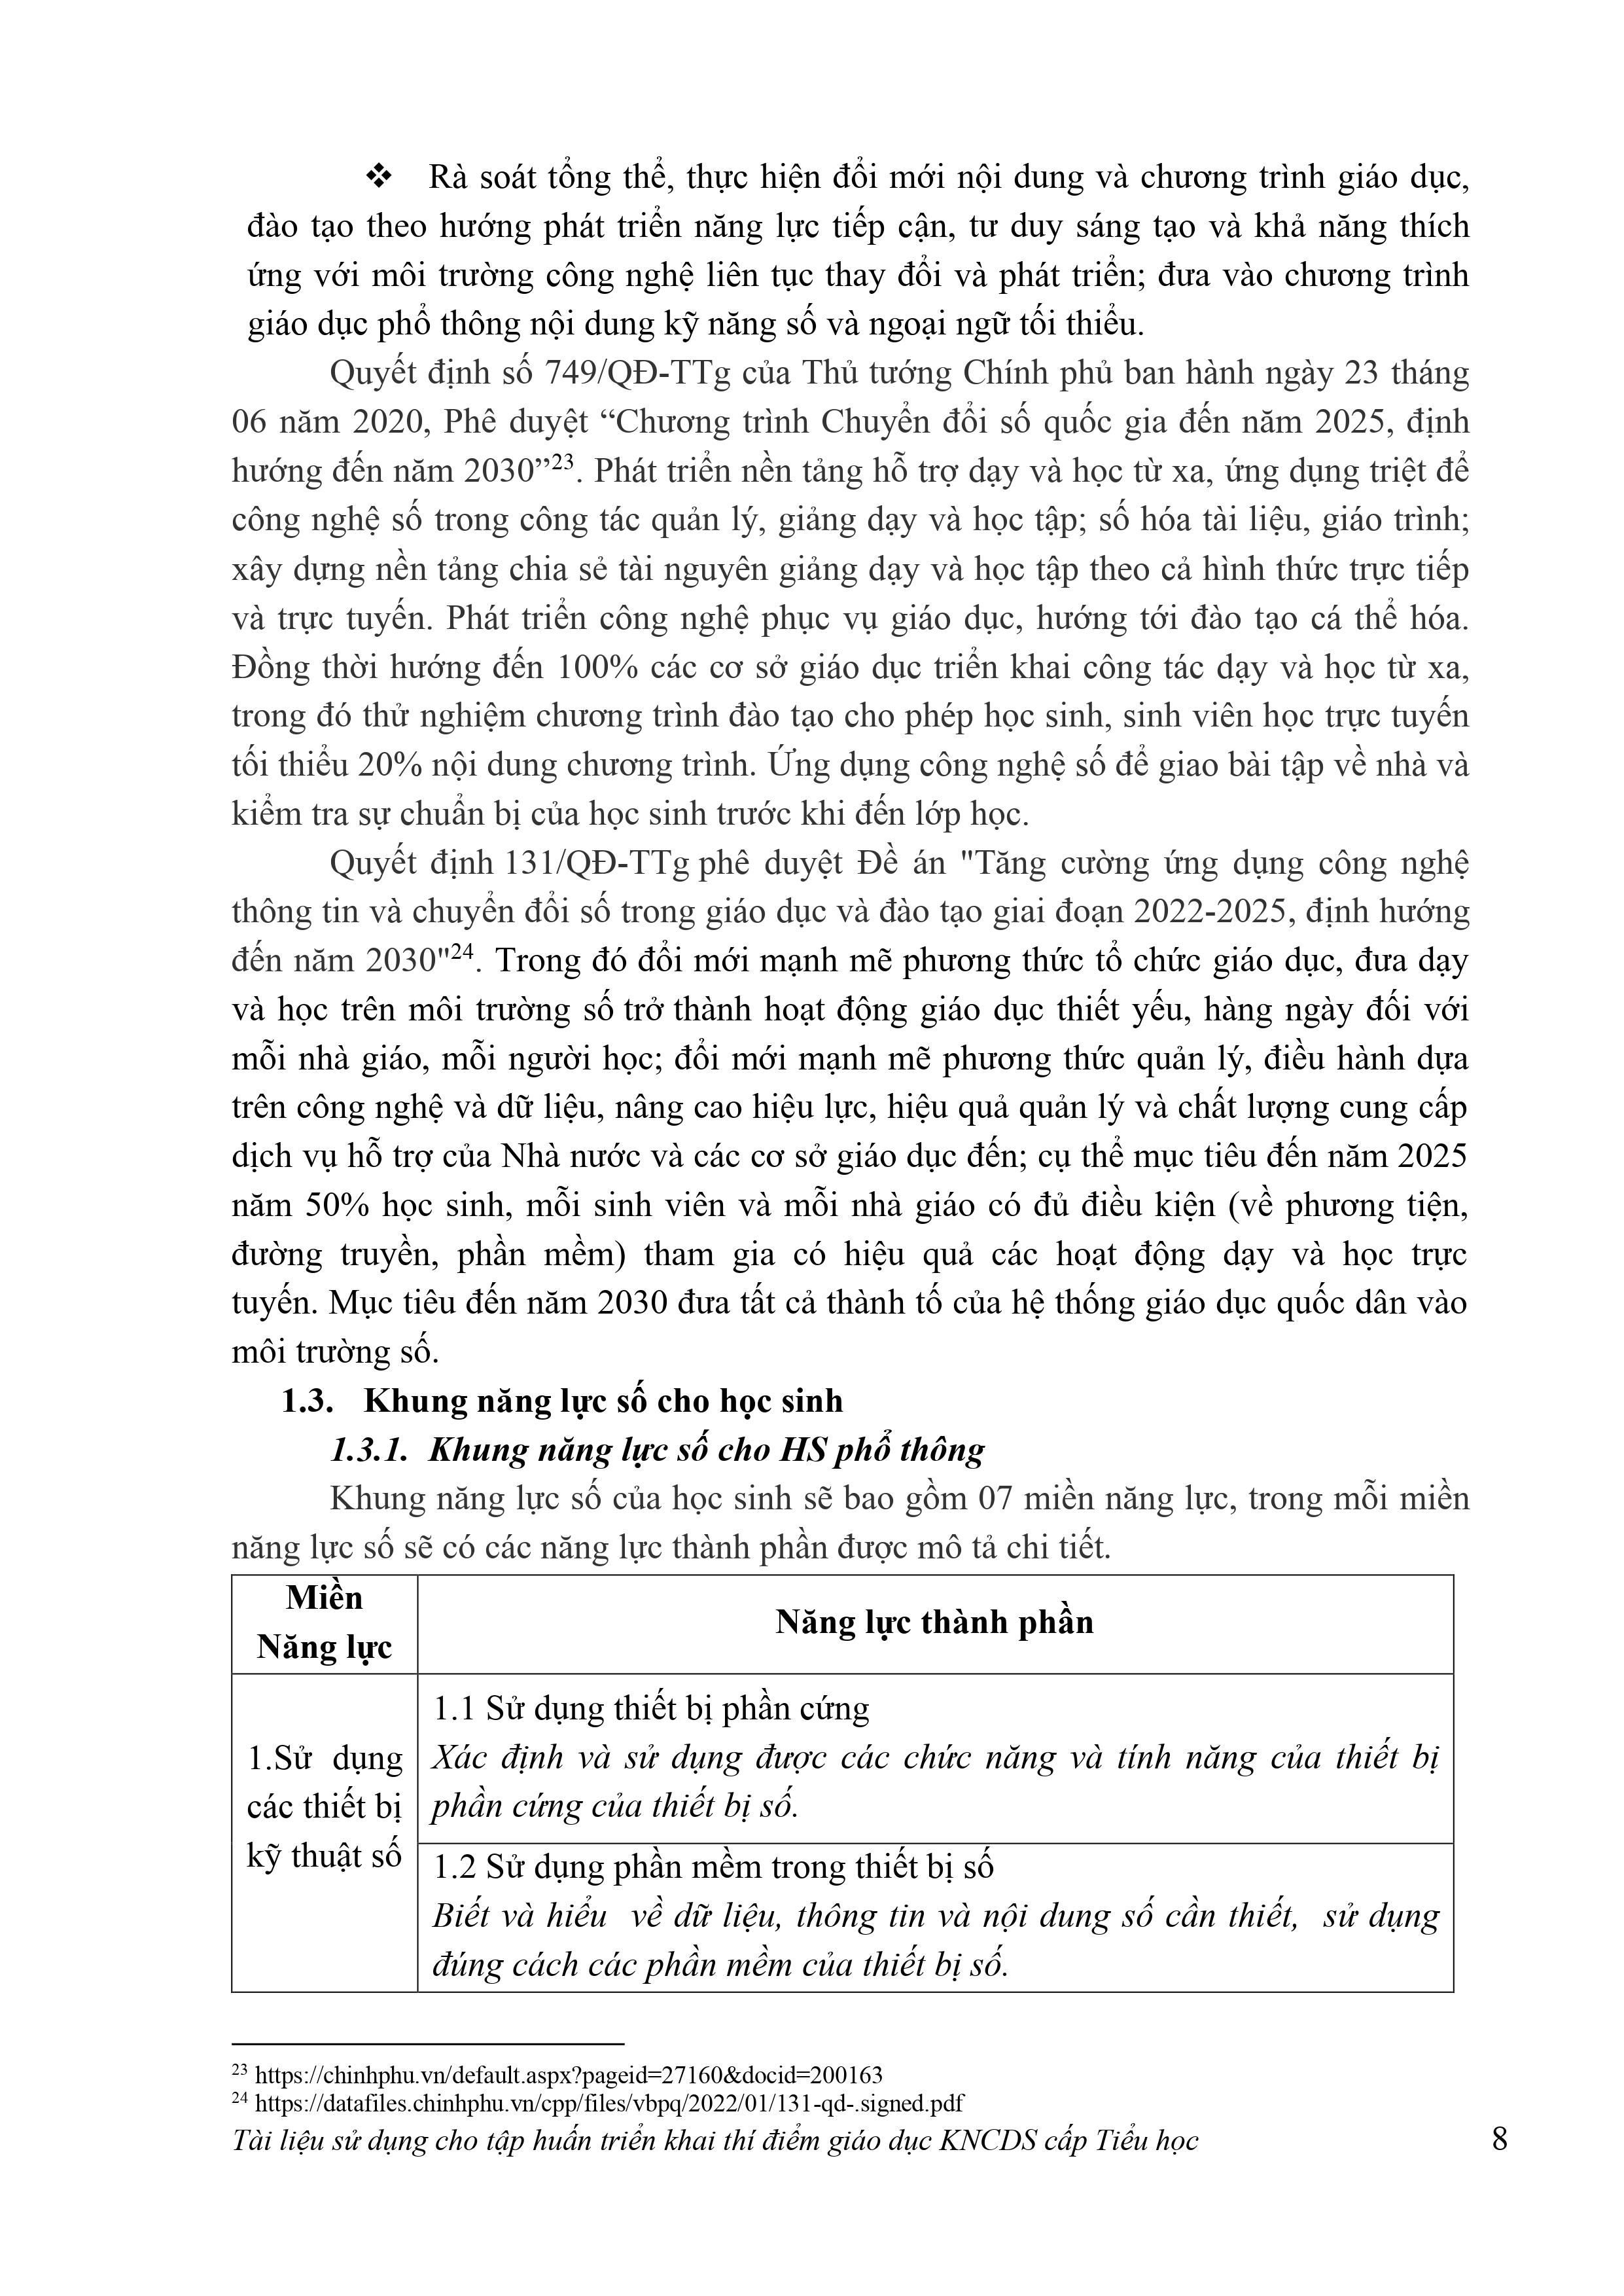 ❖ Rà soát tổng thể, thực hiện đổi mới nội dung và chương trình giáo dục,
đào tạo theo hướng phát triển năng lực tiếp cận, tư duy sáng tạo và khả năng thích
ứng với môi trường công nghệ liên tục thay đổi và phát triển; đưa vào chương trình
giáo dục phổ thông nội dung kỹ năng số và ngoại ngữ tối thiểu.
Quyết định số 749/QĐ-TTg của Thủ tướng Chính phủ ban hành ngày 23 tháng
06 năm 2020, Phê duyệt “Chương trình Chuyển đổi số quốc gia đến năm 2025, định
hướng đến năm 2030”23. Phát triển nền tảng hỗ trợ dạy và học từ xa, ứng dụng triệt để
công nghệ số trong công tác quản lý, giảng dạy và học tập; số hóa tài liệu, giáo trình;
xây dựng nền tảng chia sẻ tài nguyên giảng dạy và học tập theo cả hình thức trực tiếp
và trực tuyến. Phát triển công nghệ phục vụ giáo dục, hướng tới đào tạo cá thể hóa.
Đồng thời hướng đến 100% các cơ sở giáo dục triển khai công tác dạy và học từ xa,
trong đó thử nghiệm chương trình đào tạo cho phép học sinh, sinh viên học trực tuyến
tối thiểu 20% nội dung chương trình. Ứng dụng công nghệ số để giao bài tập về nhà và
kiểm tra sự chuẩn bị của học sinh trước khi đến lớp học.
Quyết định 131/QĐ-TTg phê duyệt Đề án "Tăng cường ứng dụng công nghệ
thông tin và chuyển đổi số trong giáo dục và đào tạo giai đoạn 2022-2025, định hướng
đến năm 2030"24. Trong đó đổi mới mạnh mẽ phương thức tổ chức giáo dục, đưa dạy
và học trên môi trường số trở thành hoạt động giáo dục thiết yếu, hàng ngày đối với
mỗi nhà giáo, mỗi người học; đổi mới mạnh mẽ phương thức quản lý, điều hành dựa
trên công nghệ và dữ liệu, nâng cao hiệu lực, hiệu quả quản lý và chất lượng cung cấp
dịch vụ hỗ trợ của Nhà nước và các cơ sở giáo dục đến; cụ thể mục tiêu đến năm 2025
năm 50% học sinh, mỗi sinh viên và mỗi nhà giáo có đủ điều kiện (về phương tiện,
đường truyền, phần mềm) tham gia có hiệu quả các hoạt động dạy và học trực
tuyến. Mục tiêu đến năm 2030 đưa tất cả thành tố của hệ thống giáo dục quốc dân vào
môi trường số.
1.3. Khung năng lực số cho học sinh
1.3.1. Khung năng lực số cho HS phổ thông
Khung năng lực số của học sinh sẽ bao gồm 07 miền năng lực, trong mỗi miền
năng lực số sẽ có các năng lực thành phần được mô tả chi tiết.
Miền
Năng lực
Năng lực thành phần
1.Sử dụng
các thiết bị
kỹ thuật số
1.1 Sử dụng thiết bị phần cứng
Xác định và sử dụng được các chức năng và tính năng của thiết bị
phần cứng của thiết bị số.
1.2 Sử dụng phần mềm trong thiết bị số
Biết và hiểu về dữ liệu, thông tin và nội dung số cần thiết, sử dụng
đúng cách các phần mềm của thiết bị số.
23 https://chinhphu.vn/default.aspx?pageid=27160&docid=200163
24 https://datafiles.chinhphu.vn/cpp/files/vbpq/2022/01/131-qd-.signed.pdf
Tài liệu sử dụng cho tập huấn triển khai thí điểm giáo dục KNCDS cấp Tiểu học 8